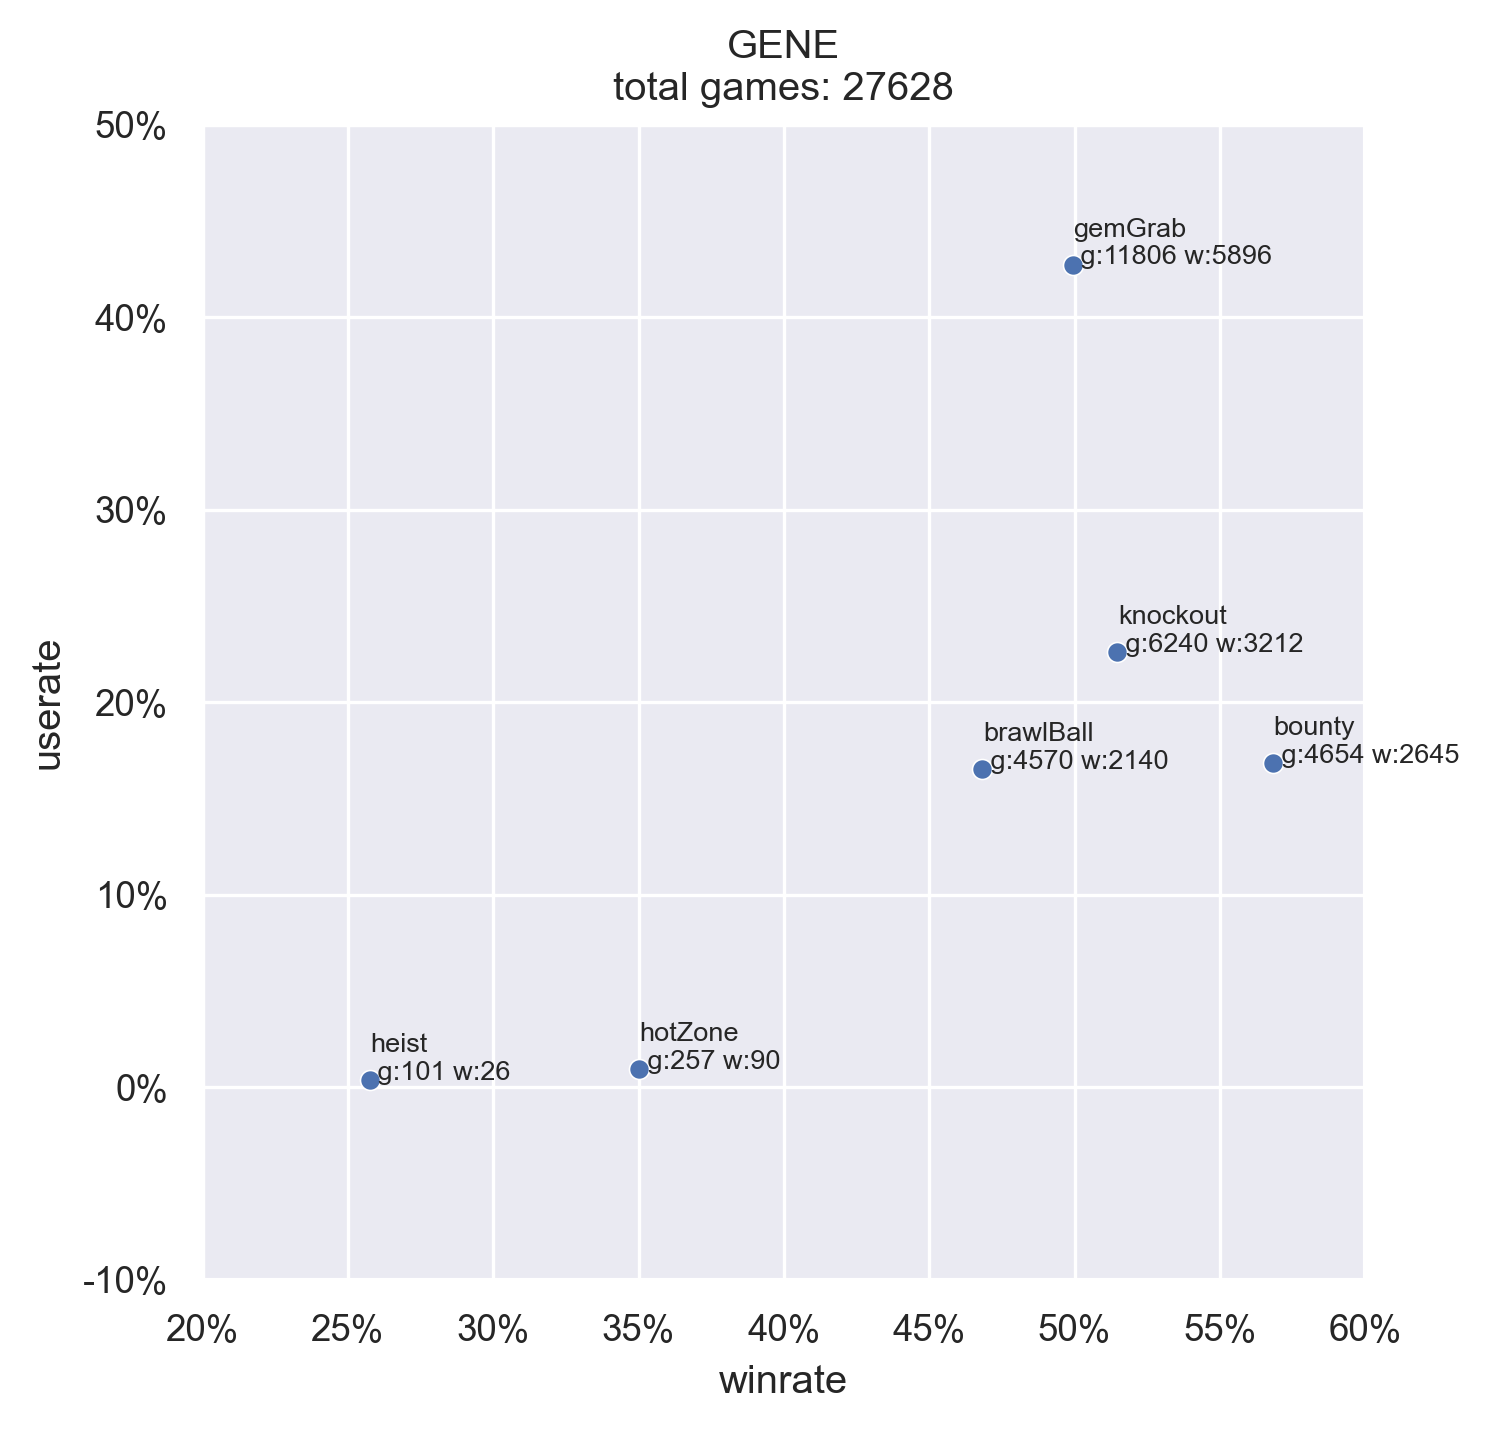 GENE
total games: 27628
50%
gemGrab
g:11806 w:5896
40%
30%
knockout
g:6240 w:3212
userate
20%
brawlBall
g:4570 w:2140
bounty
g:4654 w:2645
10%
heist
g:101 w:26
hotZone
g:257 w:90
0%
-10%
20% 25% 30% 35% 40% 45% 50% 55% 60%
winrate